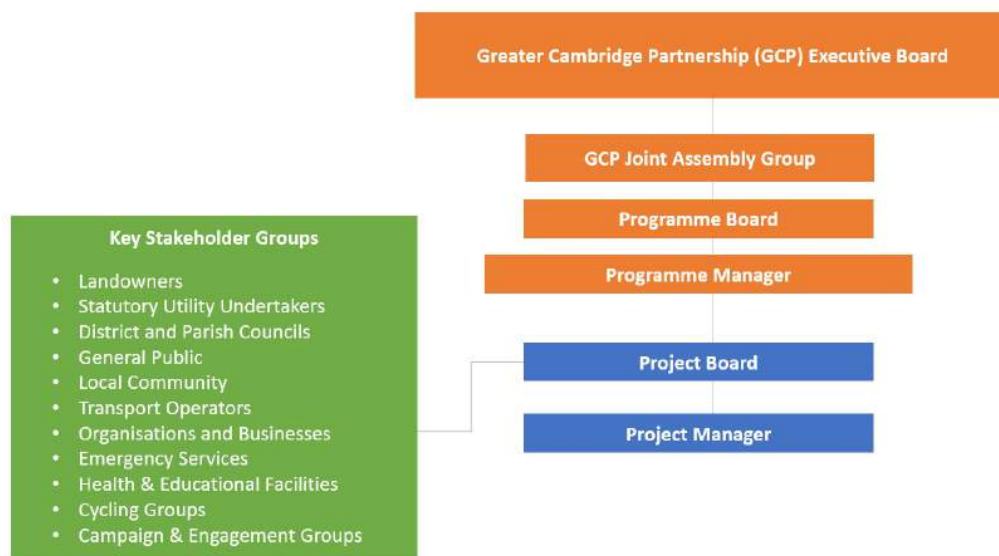 Greater Cambridge Partnership (GCP) Executive Board
GCP Joint Assembly Group
Programme Board
Programme Manager
Project Board
Project Manager
Key Stakeholder Groups
• Landowners
• Statutory Utility Undertakers
• District and Parish Councils
• General Public
• Local Community
• Transport Operators
• Organisations and Businesses
• Emergency Services
• Health & Educational Facilities
• Cycling Groups
• Campaign & Engagement Groups